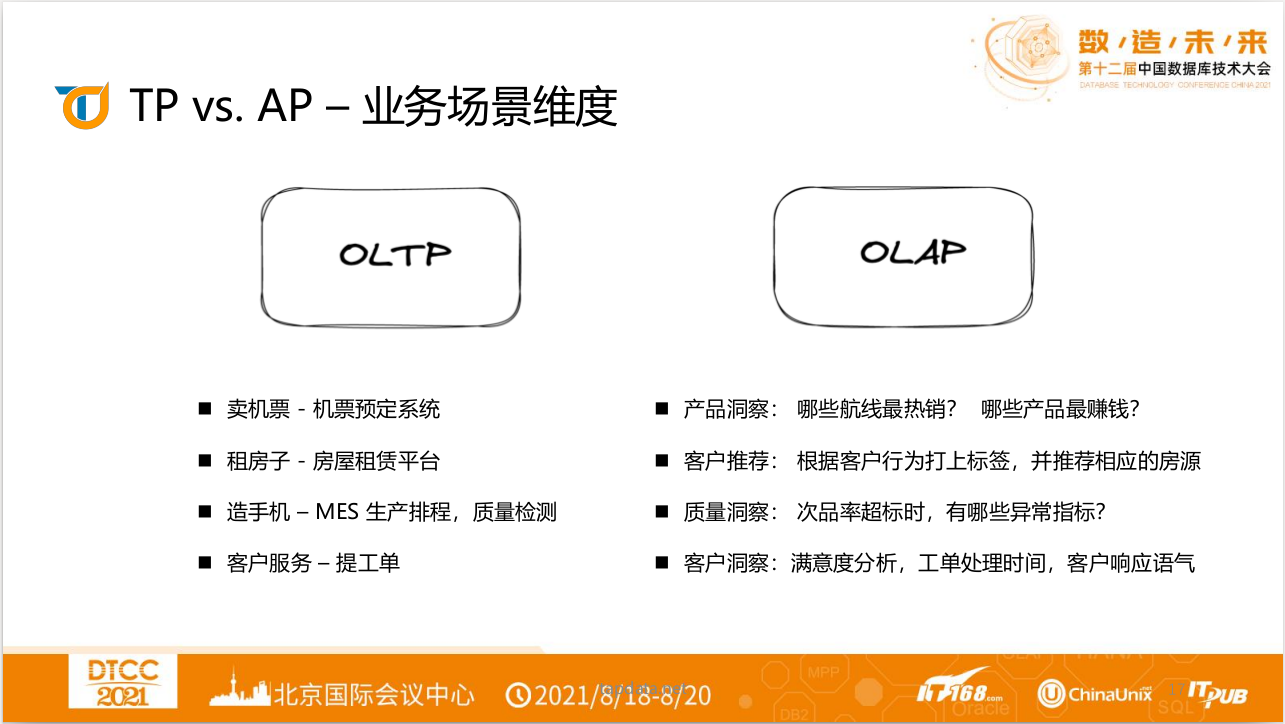 数造未来
第十二届中国数据库技术大会
DATABASE TECHNOLOGY CONFERENCE CHINA 2021
TP vs. AP – 业务场景维度
OLTP
OLAP
■ 卖机票 - 机票预定系统
■ 租房子 - 房屋租赁平台
■ 造手机 – MES 生产排程，质量检测
■ 客户服务 – 提工单
■ 产品洞察： 哪些航线最热销？ 哪些产品最赚钱？
■ 客户推荐： 根据客户行为打上标签，并推荐相应的房源
■ 质量洞察： 次品率超标时，有哪些异常指标？
■ 客户洞察：满意度分析，工单处理时间，客户响应语气
DTCC
2021
北京国际会议中心
2021/8/18-8/20
MPP
DB2
OLAP
HANA
Oracle
SQL
IT168.com
ChinaUnix.net
17
ITPUB